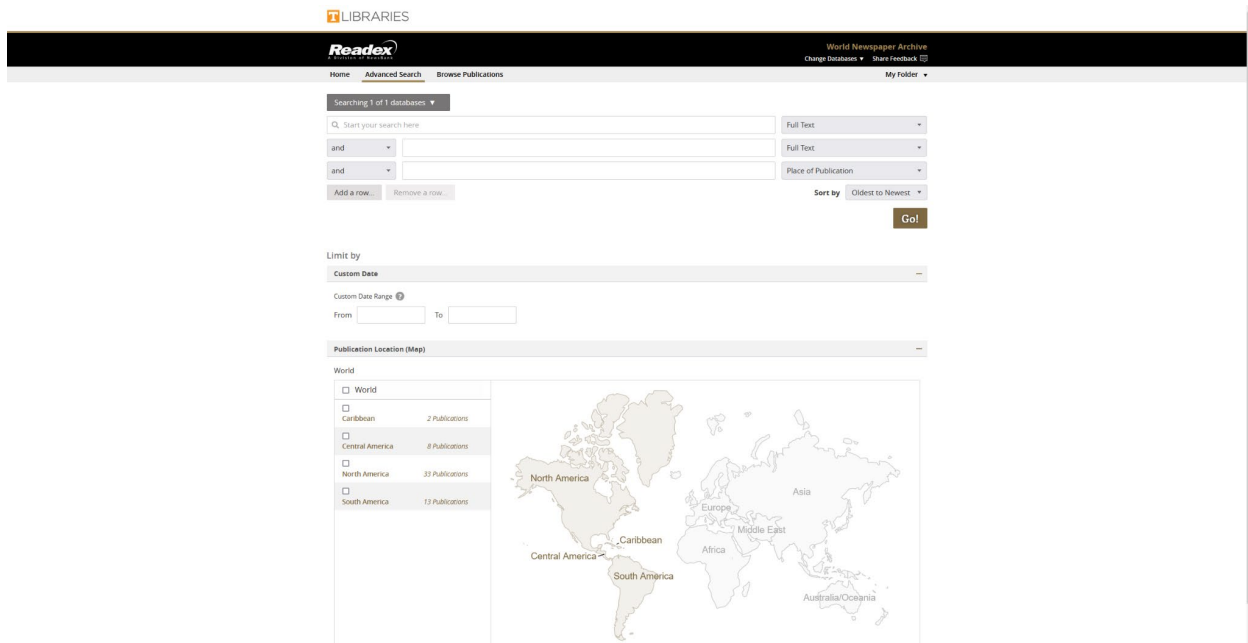 T LIBRARIES
Readex
A Division of NewsBank
World Newspaper Archive
Change Databases ▼ Share Feedback
Home Advanced Search Browse Publications My Folder ▼
Searching 1 of 1 databases ▼
Start your search here Full Text
and Full Text
and Place of Publication
Add a row... Remove a row... Sort by Oldest to Newest
Go!
Limit by
Custom Date
Custom Date Range ?
From To
Publication Location (Map)
World
World
Caribbean 2 Publications
Central America 8 Publications
North America 33 Publications
South America 13 Publications
North America
Asia
Europe
Middle East
Caribbean
Africa
Central America
South America
Australia/Oceania